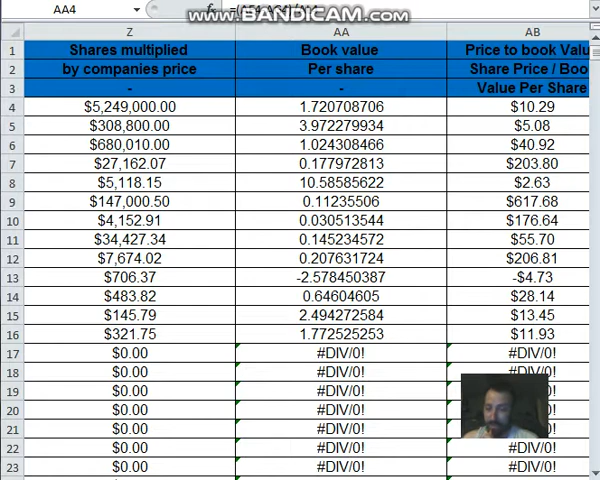 www.BANDICAM.com
AA4
Z AA AB
1 Shares multiplied Book value Price to book Valu
2 by companies price Per share Share Price / Boo
3 - - Value Per Share
4 $5,249,000.00 1.720708706 $10.29
5 $308,800.00 3.972279934 $5.08
6 $680,010.00 1.024308466 $40.92
7 $27,162.07 0.177972813 $203.80
8 $5,118.15 10.58585622 $2.63
9 $147,000.50 0.11235506 $617.68
10 $4,152.91 0.030513544 $176.64
11 $34,427.34 0.145234572 $55.70
12 $7,674.02 0.207631724 $206.81
13 $706.37 -2.578450387 -$4.73
14 $483.82 0.64604605 $28.14
15 $145.79 2.494272584 $13.45
16 $321.75 1.772525253 $11.93
17 $0.00 #DIV/0! #DIV/0!
18 $0.00 #DIV/0! #DIV/0!
19 $0.00 #DIV/0!
20 $0.00 #DIV/0!
21 $0.00 #DIV/0!
22 $0.00 #DIV/0! #DIV/0!
23 $0.00 #DIV/0! #DIV/0!